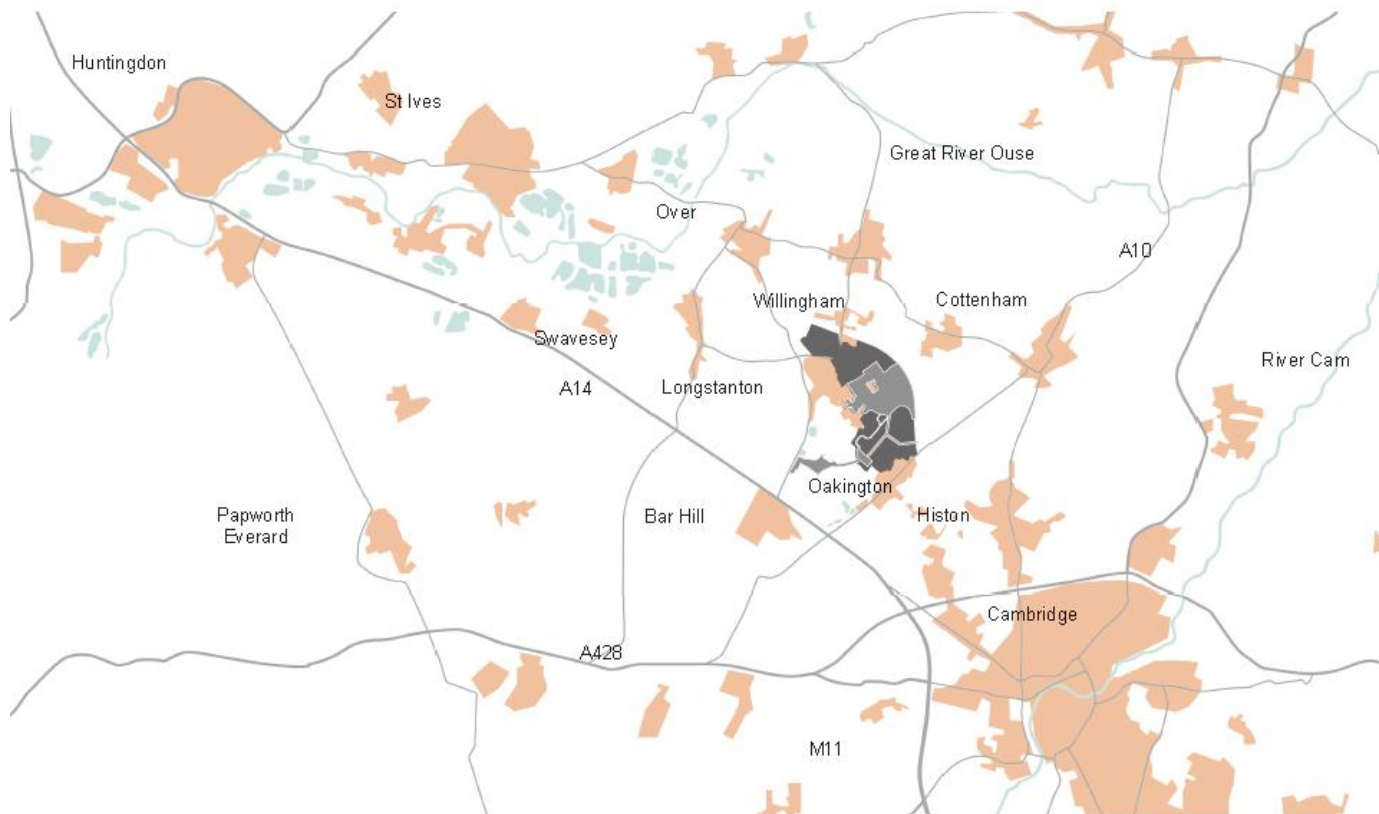 Huntingdon
St Ives
Great River Ouse
Over
A10
Willingham
Cottenham
Swavesey
River Cam
A14
Longstanton
Oakington
Papworth
Everard
Bar Hill
Histon
Cambridge
A428
M11